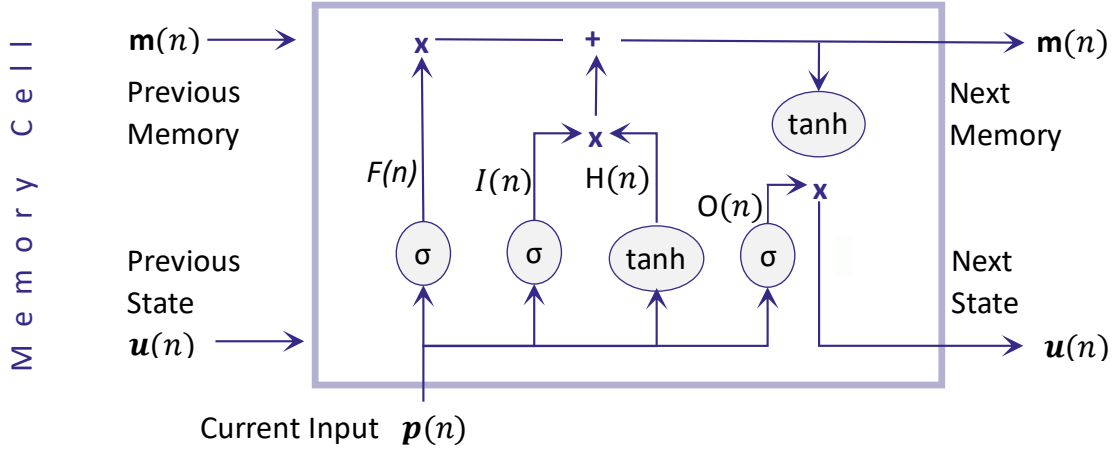 Memory Cell
m(n)
Previous
Memory
x
+
m(n)
Next
Memory
tanh
x
F(n)
I(n)
H(n)
O(n)
x
σ
σ
tanh
σ
Previous
State
u(n)
Next
State
u(n)
Current Input p(n)